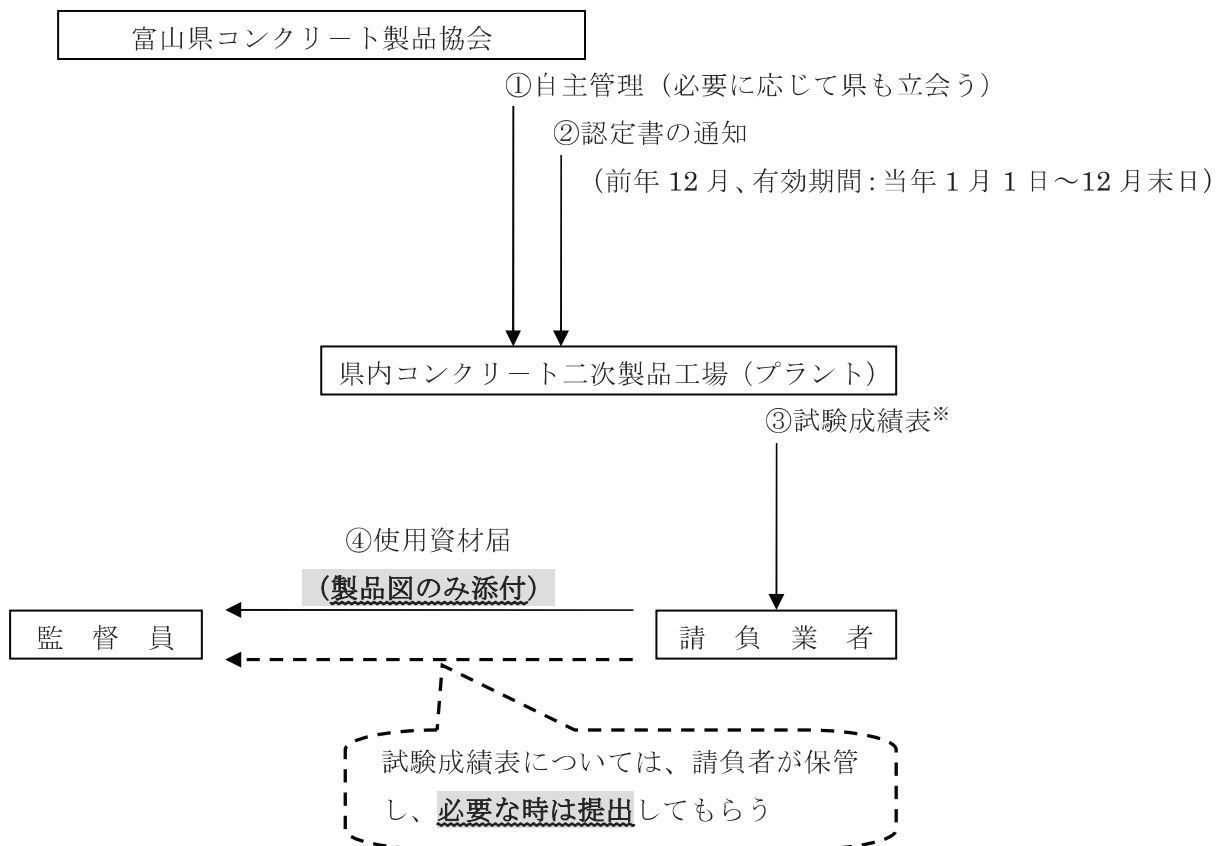 富山県コンクリート製品協会
①自主管理（必要に応じて県も立会う）
②認定書の通知
（前年 12 月、有効期間：当年 1 月 1 日～12 月末日）
県内コンクリート二次製品工場（プラント）
③試験成績表※
④使用資材届
（製品図のみ添付）
監　督　員
請　負　業　者
試験成績表については、請負者が保管
し、必要な時は提出してもらう